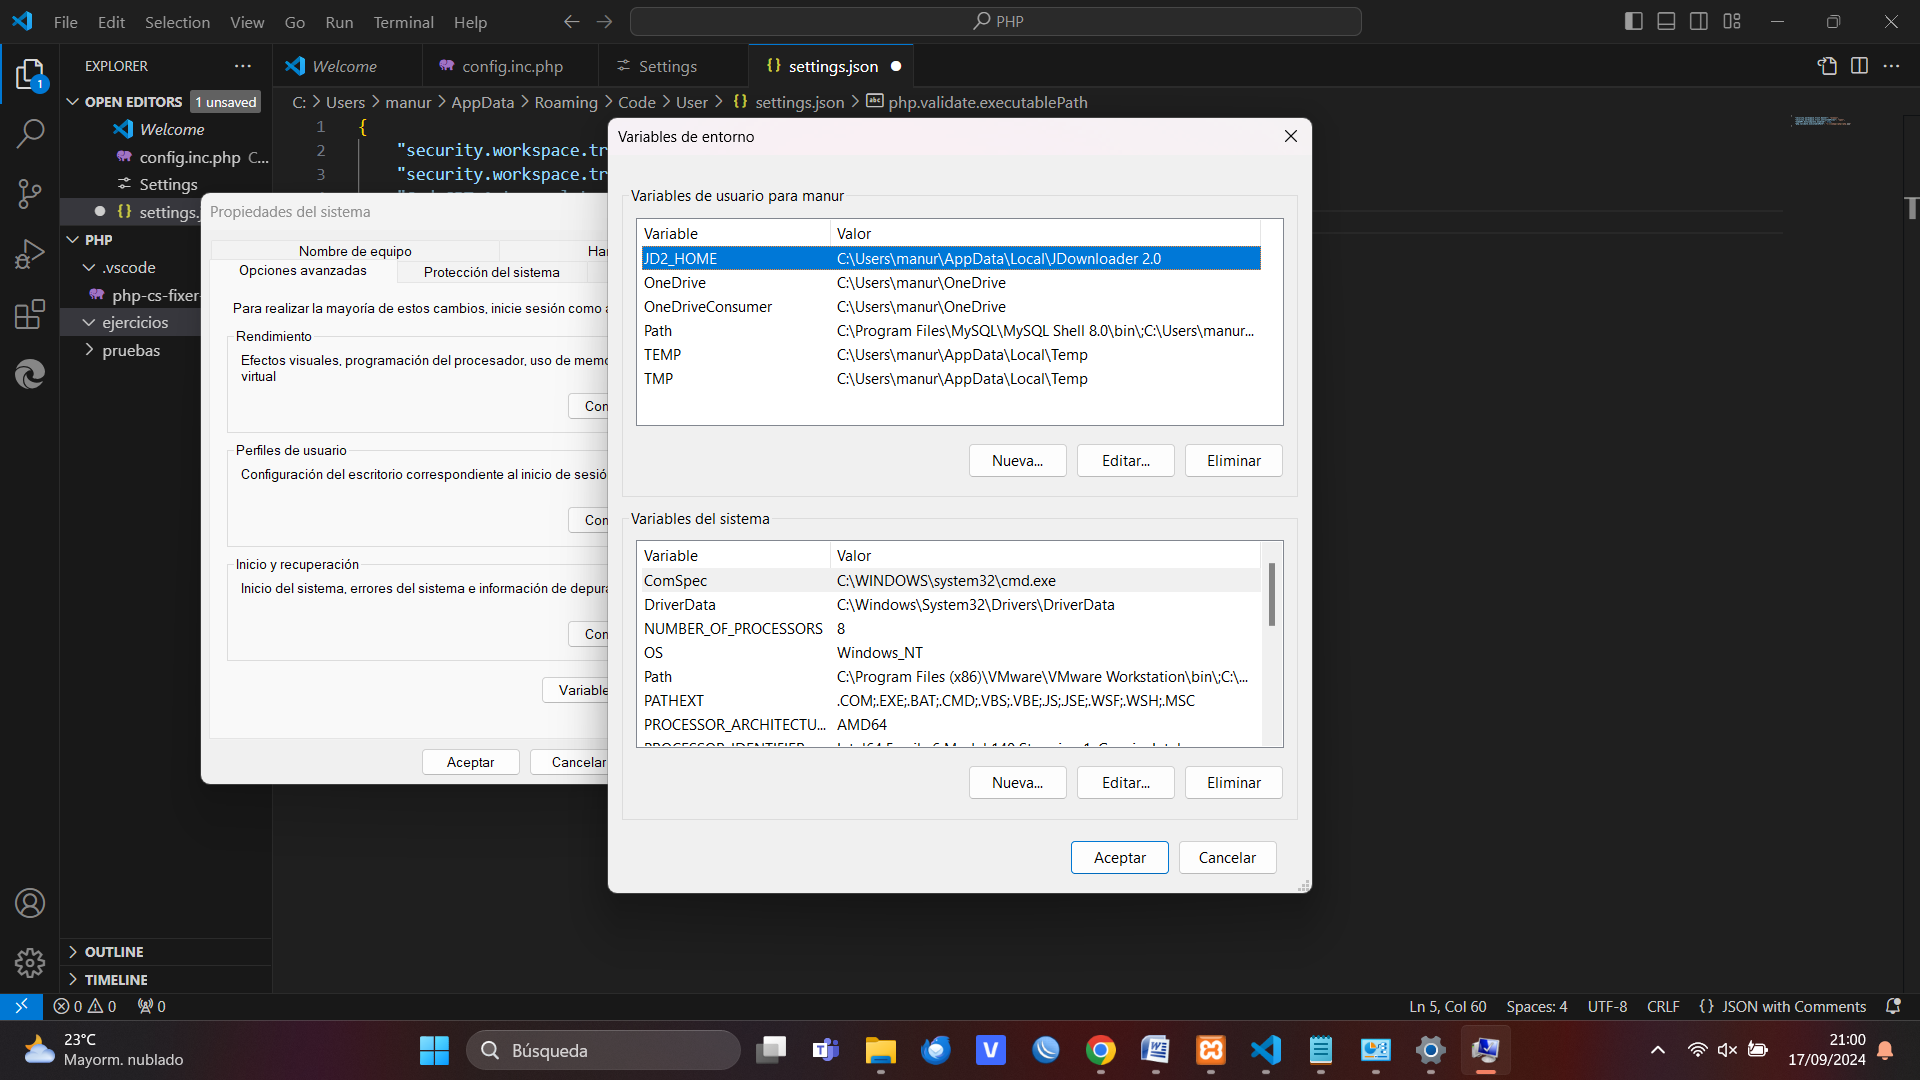 File Edit Selection View Go Run Terminal Help
PHP
EXPLORER
Welcome
config.inc.php
Settings
{} settings.json
1
OPEN EDITORS
1 unsaved
Welcome
config.inc.php C...
Settings
{} settings.j
PHP
.vscode
php-cs-fixer
ejercicios
pruebas
OUTLINE
TIMELINE
C: > Users > manur > AppData > Roaming > Code > User > {} settings.json > abc php.validate.executablePath
1 {
2 "security.workspace.tr
3 "security.workspace.tr
Propiedades del sistema
Nombre de equipo
Har
Opciones avanzadas
Protección del sistema
Para realizar la mayoría de estos cambios, inicie sesión como a
Rendimiento
Efectos visuales, programación del procesador, uso de memo
virtual
Con
Perfiles de usuario
Configuración del escritorio correspondiente al inicio de sesió
Con
Inicio y recuperación
Inicio del sistema, errores del sistema e información de depura
Con
Variable
Aceptar
Cancelar
Variables de entorno
Variables de usuario para manur
Variable Valor
JD2_HOME C:\Users\manur\AppData\Local\JDownloader 2.0
OneDrive C:\Users\manur\OneDrive
OneDriveConsumer C:\Users\manur\OneDrive
Path C:\Program Files\MySQL\MySQL Shell 8.0\bin\;C:\Users\manur...
TEMP C:\Users\manur\AppData\Local\Temp
TMP C:\Users\manur\AppData\Local\Temp
Nueva... Editar... Eliminar
Variables del sistema
Variable Valor
ComSpec C:\WINDOWS\system32\cmd.exe
DriverData C:\Windows\System32\Drivers\DriverData
NUMBER_OF_PROCESSORS 8
OS Windows_NT
Path C:\Program Files (x86)\VMware\VMware Workstation\bin\;C:\...
PATHEXT .COM;.EXE;.BAT;.CMD;.VBS;.VBE;.JS;.JSE;.WSF;.WSH;.MSC
PROCESSOR_ARCHITECTU... AMD64
Nueva... Editar... Eliminar
Aceptar Cancelar
0 0 0
Ln 5, Col 60 Spaces: 4 UTF-8 CRLF {} JSON with Comments
23°C
Mayorm. nublado
Búsqueda
21:00
17/09/2024